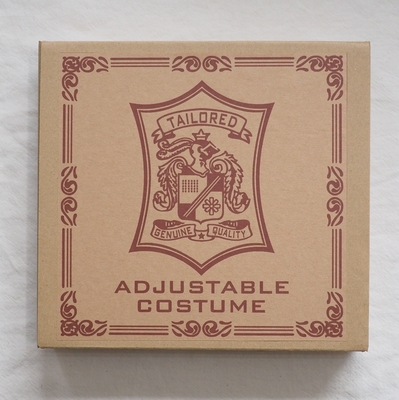 TAILORED
GENUINE QUALITY
ADJUSTABLE
COSTUME